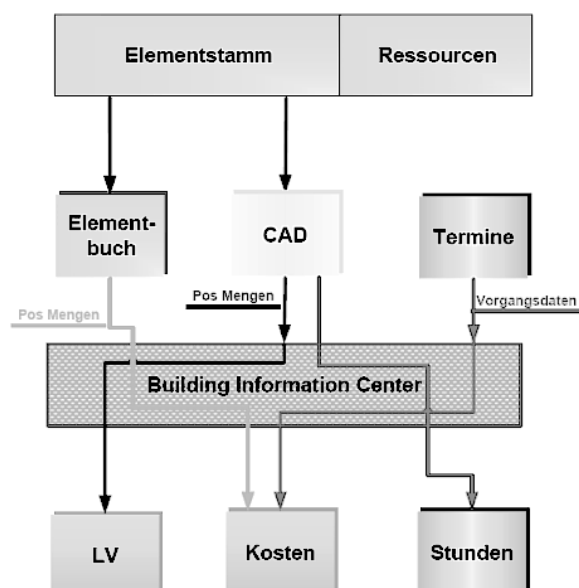 Elementstamm
Ressourcen
Element-
buch
CAD
Termine
Pos Mengen
Vorgangsdaten
Pos Mengen
Building Information Center
LV
Kosten
Stunden